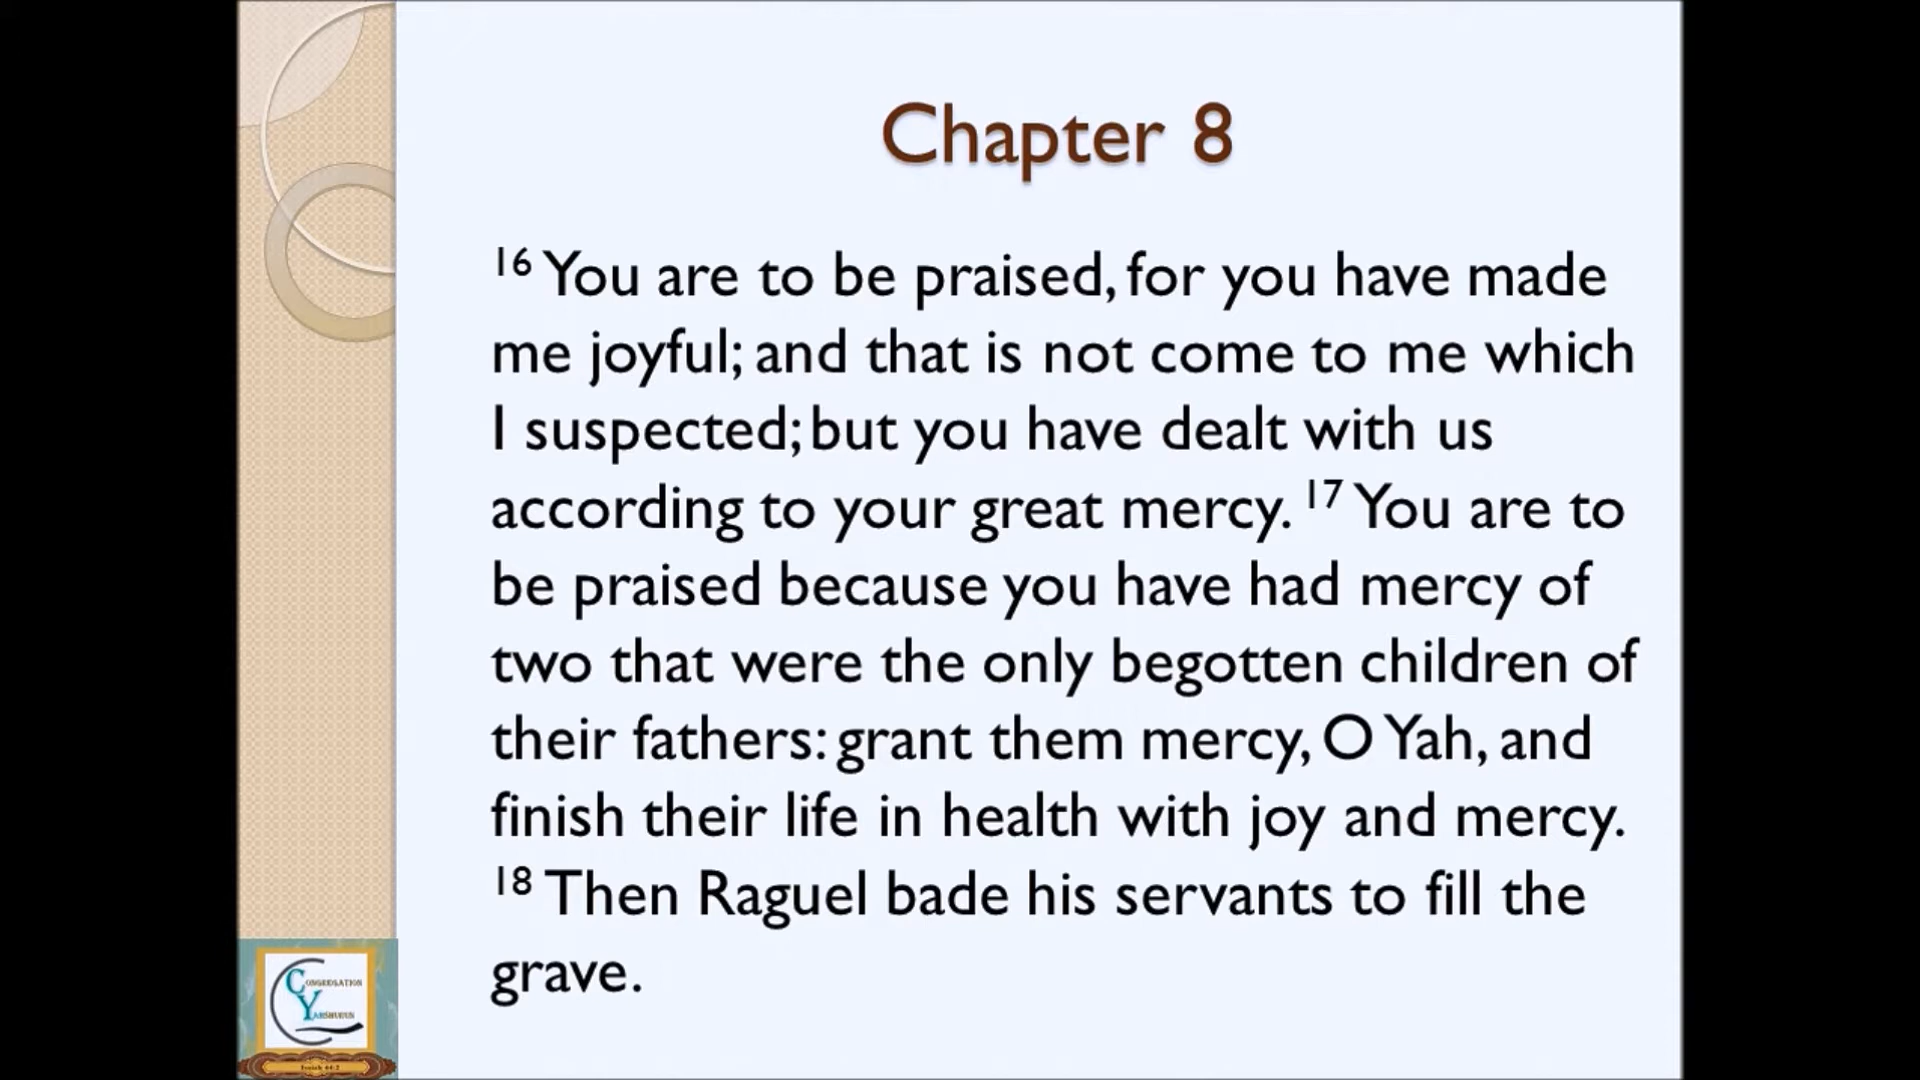 Chapter 8
16 You are to be praised, for you have made
me joyful; and that is not come to me which
I suspected; but you have dealt with us
according to your great mercy. 17 You are to
be praised because you have had mercy of
two that were the only begotten children of
their fathers: grant them mercy, O Yah, and
finish their life in health with joy and mercy.
18 Then Raguel bade his servants to fill the
grave.
CONGREGATION
YAHSHURUN
Isaiah 44:2